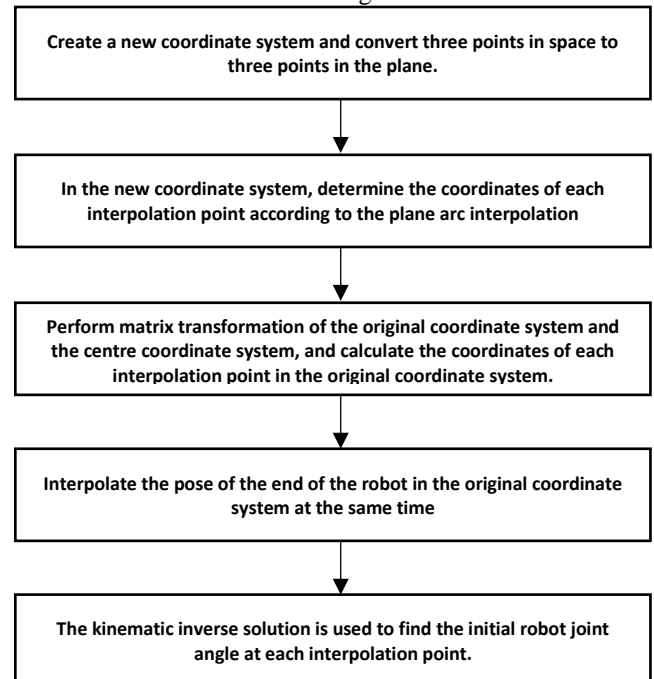 Create a new coordinate system and convert three points in space to
three points in the plane.
In the new coordinate system, determine the coordinates of each
interpolation point according to the plane arc interpolation
Perform matrix transformation of the original coordinate system and
the centre coordinate system, and calculate the coordinates of each
interpolation point in the original coordinate system.
Interpolate the pose of the end of the robot in the original coordinate
system at the same time
The kinematic inverse solution is used to find the initial robot joint
angle at each interpolation point.